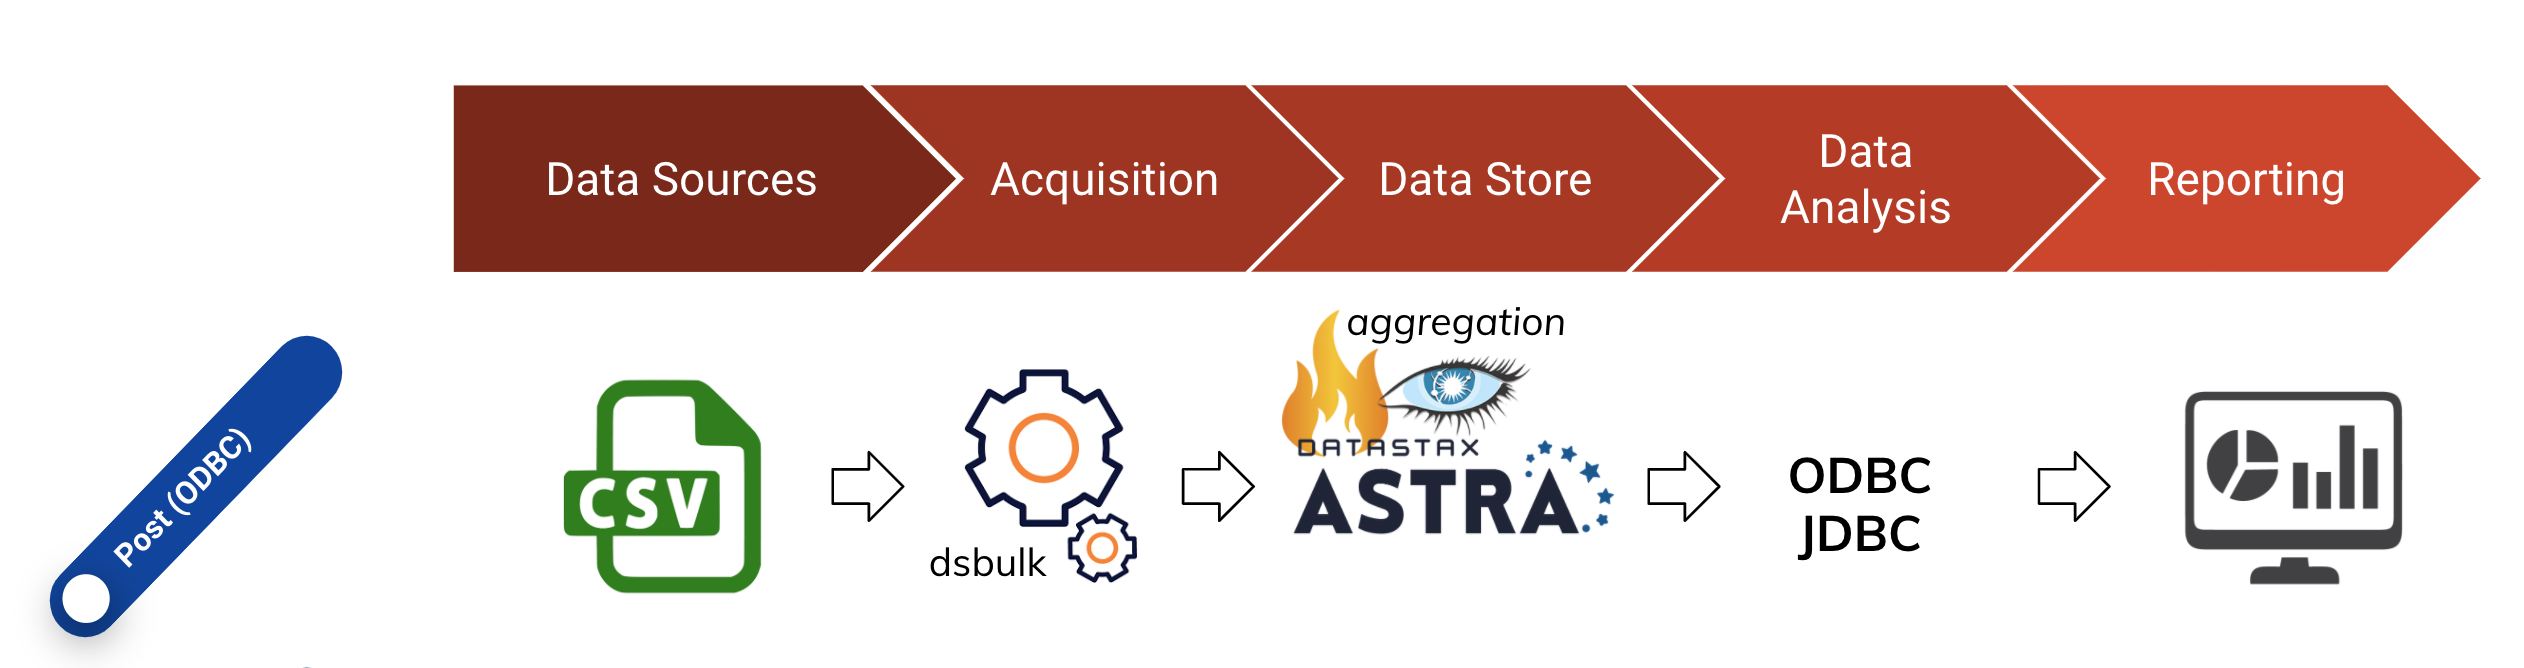 Data Sources
Acquisition
Data Store
Data
Analysis
Reporting
Post (ODBC)
CSV
dsbulk
aggregation
DATASTAX
ASTRA
ODBC
JDBC